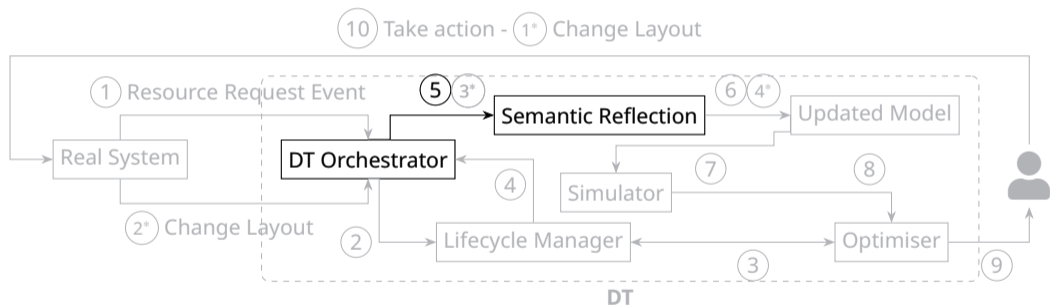 10 Take action - 1* Change Layout
1 Resource Request Event
5 3*
6 4*
Semantic Reflection
Updated Model
Real System
DT Orchestrator
4
7
8
Simulator
2* Change Layout
2
Lifecycle Manager
Optimiser
3
9
DT